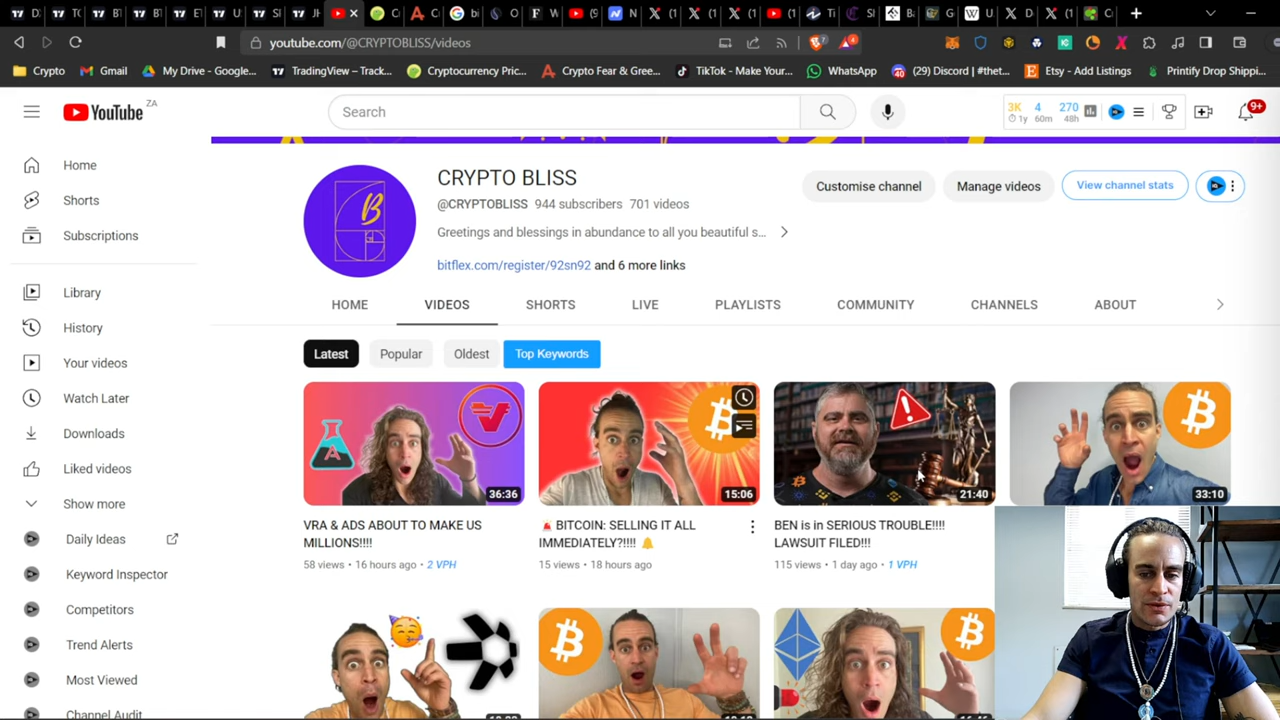 youtube.com/@CRYPTOBLISS/videos
Crypto
Gmail
My Drive - Google...
TradingView – Track...
Cryptocurrency Pric...
Crypto Fear & Gree...
TikTok - Make Your...
WhatsApp
(29) Discord | #thet...
Etsy - Add Listings
Printify Drop Shippi...
YouTube ZA
Search
3K 4 270
1y 60m 48h
9+
Home
Shorts
Subscriptions
Library
History
Your videos
Watch Later
Downloads
Liked videos
Show more
Daily Ideas
Keyword Inspector
Competitors
Trend Alerts
Most Viewed
Channel Audit
B
CRYPTO BLISS
@CRYPTOBLISS 944 subscribers 701 videos
Greetings and blessings in abundance to all you beautiful s...
bitflex.com/register/92sn92 and 6 more links
Customise channel
Manage videos
View channel stats
HOME
VIDEOS
SHORTS
LIVE
PLAYLISTS
COMMUNITY
CHANNELS
ABOUT
Latest
Popular
Oldest
Top Keywords
36:36
VRA & ADS ABOUT TO MAKE US
MILLIONS!!!!
58 views • 16 hours ago • 2 VPH
15:06
BITCOIN: SELLING IT ALL
IMMEDIATELY?!!!!
15 views • 18 hours ago
21:40
BEN is in SERIOUS TROUBLE!!!!
LAWSUIT FILED!!!
115 views • 1 day ago • 1 VPH
33:10